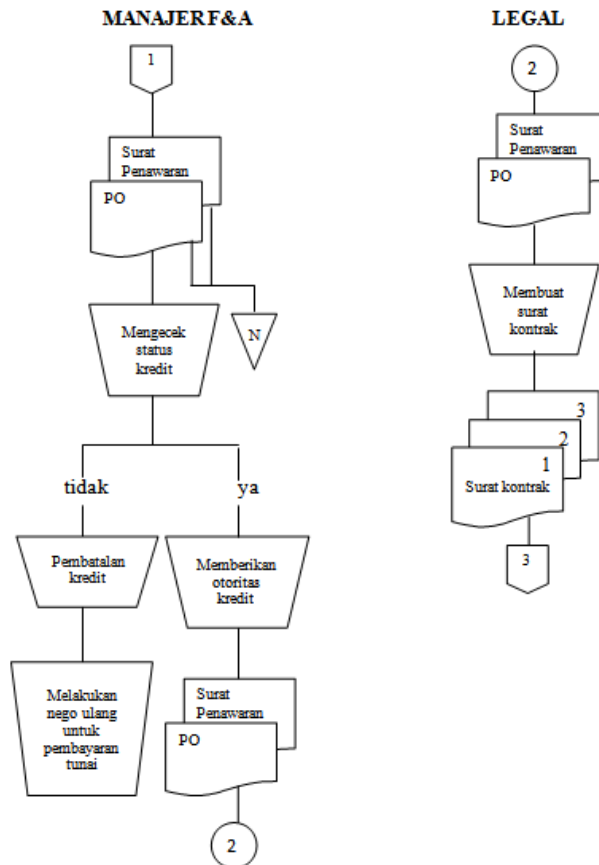 MANAJER F&A
1
Surat
Penawaran
PO
N
Mengecek
status
kredit
tidak
ya
Pembatalan
kredit
Memberikan
otoritas
kredit
Melakukan
nego ulang
untuk
pembayaran
tunai
Surat
Penawaran
PO
2
LEGAL
2
Surat
Penawaran
PO
Membuat
surat
kontrak
3
2
1
Surat kontrak
3